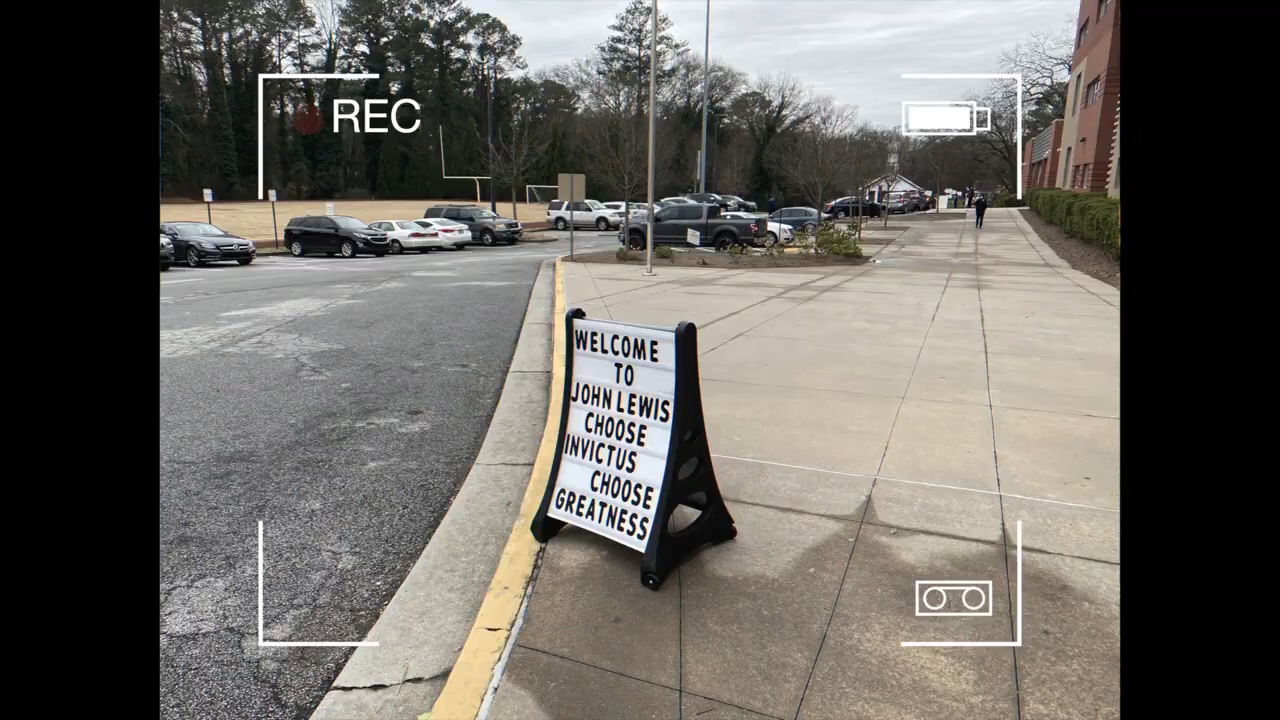 REC
WELCOME
TO
JOHN LEWIS
CHOOSE
INVICTUS
CHOOSE
GREATNESS